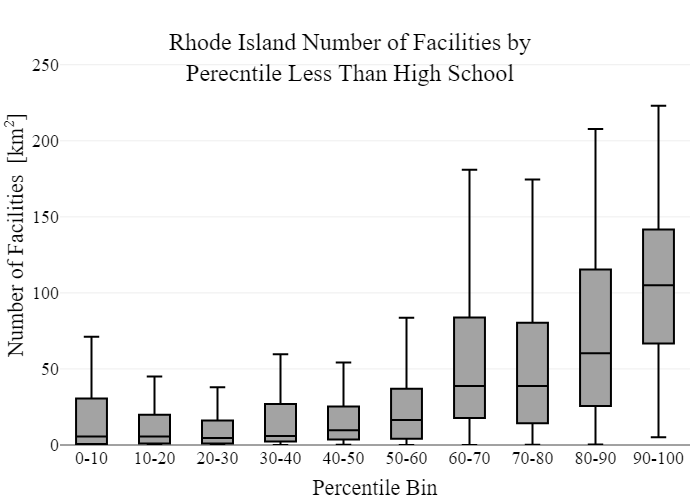 Rhode Island Number of Facilities by
Perecntile Less Than High School
Number of Facilities [km²]
250
200
150
100
50
0
0-10 10-20 20-30 30-40 40-50 50-60 60-70 70-80 80-90 90-100
Percentile Bin